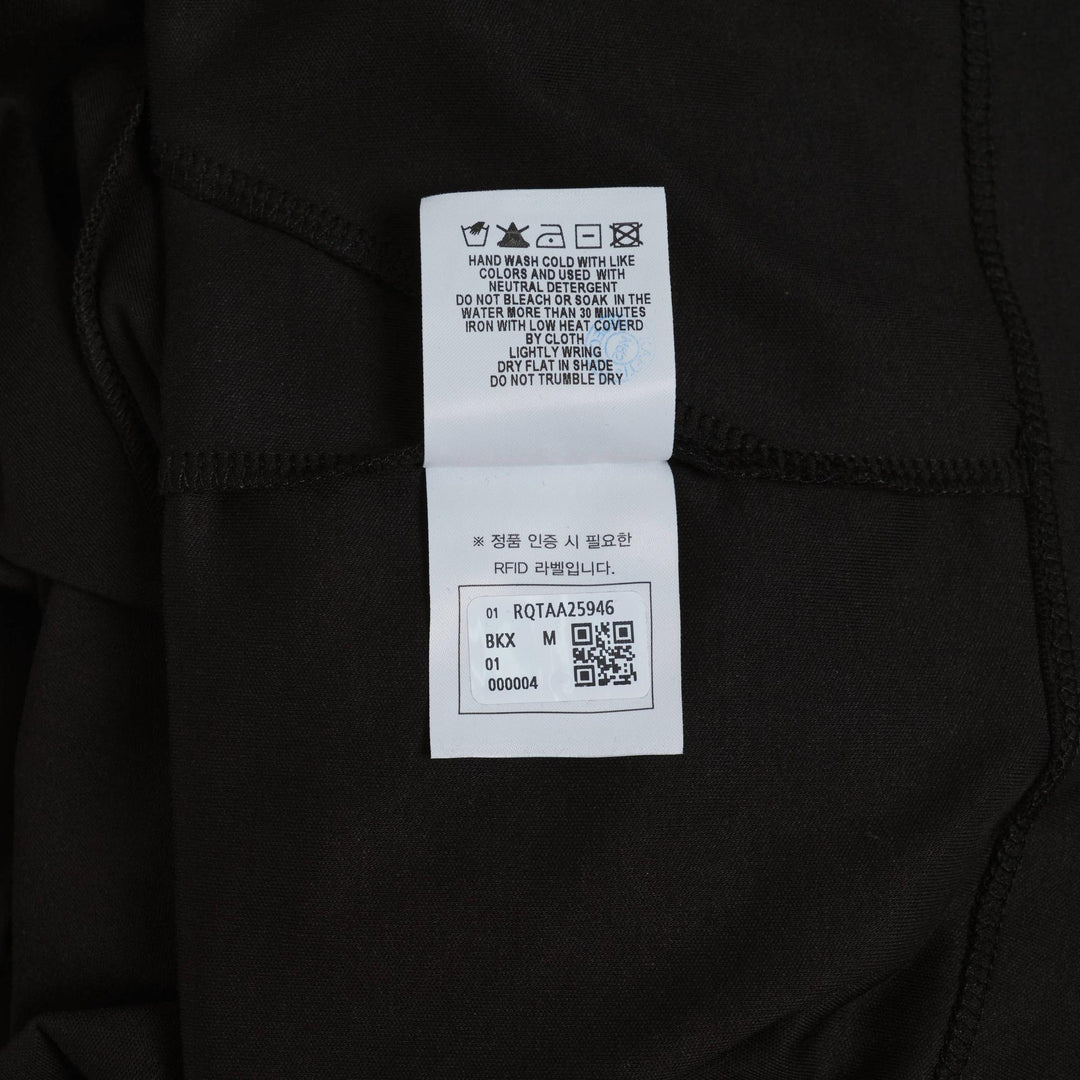 HAND WASH COLD WITH LIKE
COLORS AND USED WITH
NEUTRAL DETERGENT
DO NOT BLEACH OR SOAK IN THE
WATER MORE THAN 30 MINUTES
IRON WITH LOW HEAT COVERD
BY CLOTH
LIGHTLY WRING
DRY FLAT IN SHADE
DO NOT TRUMBLE DRY
※ 정품 인증 시 필요한
RFID 라벨입니다.
01 RQTAA25946
BKX M
01
000004